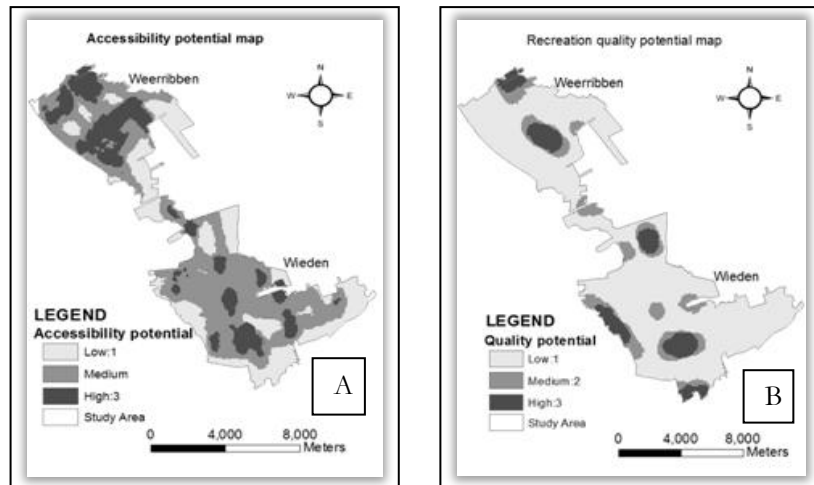 Accessibility potential map
Weerribben
N
W E
S
Wieden
LEGEND
Accessibility potential
Low:1
Medium
High:3
Study Area
0 4,000 8,000
Meters
A
Recreation quality potential map
Weerribben
N
W E
S
Wieden
LEGEND
Quality potential
Low:1
Medium:2
High:3
Study Area
0 4,000 8,000
Meters
B